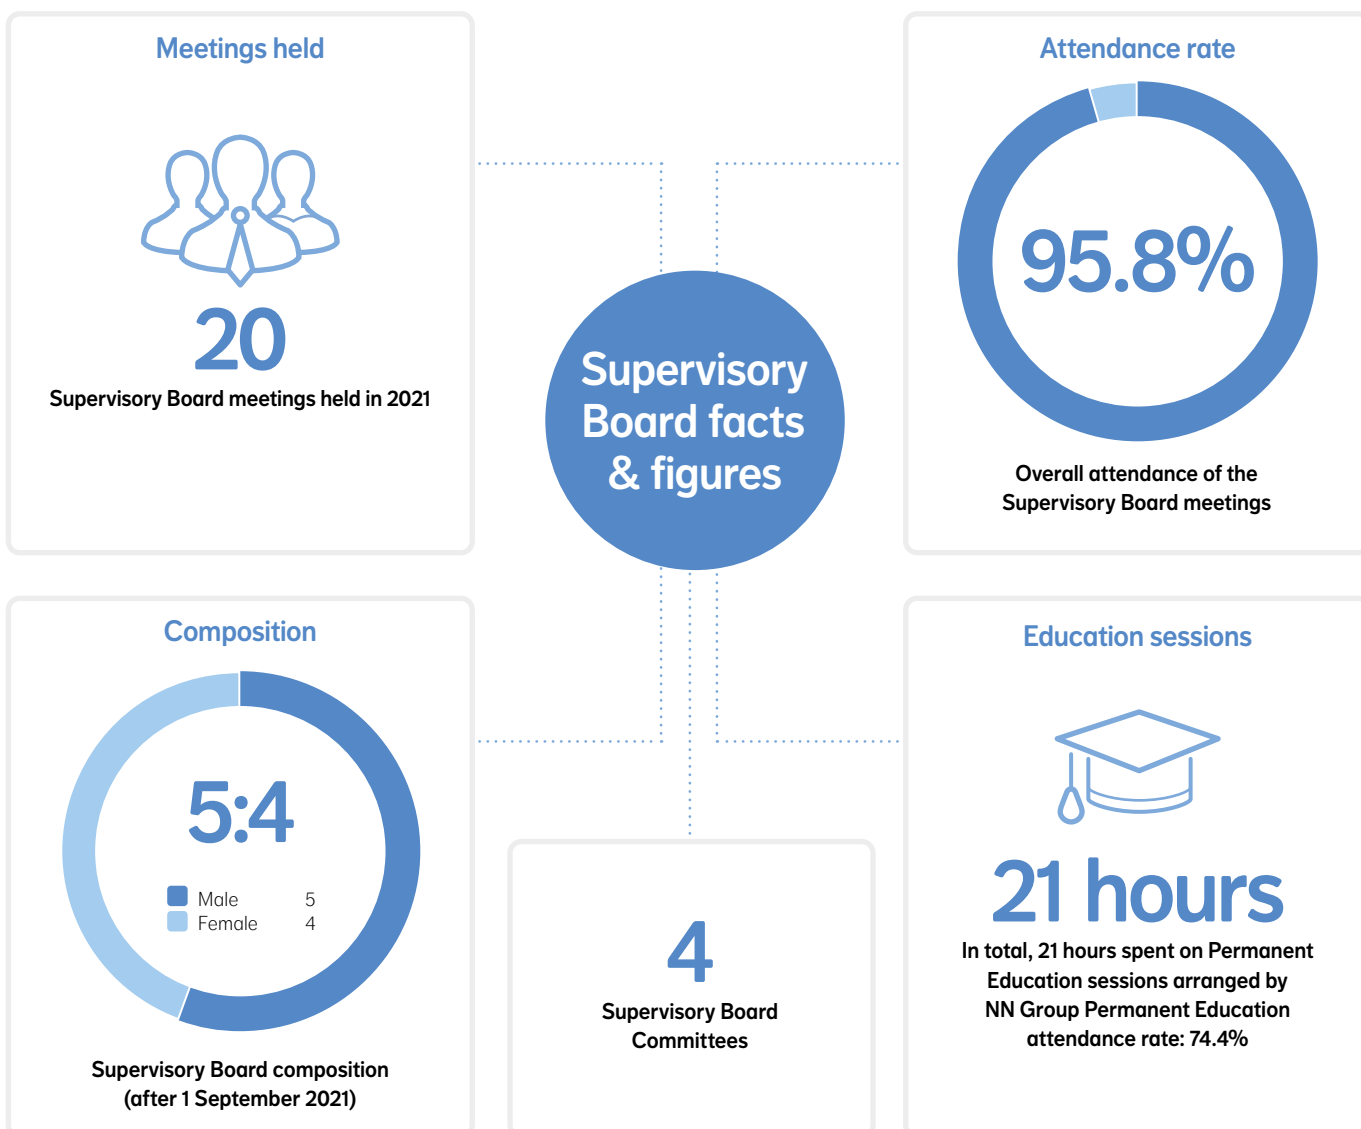 Meetings held
20
Supervisory Board meetings held in 2021
Attendance rate
95.8%
Overall attendance of the
Supervisory Board meetings
Supervisory
Board facts
& figures
Composition
5:4
Male 5
Female 4
Supervisory Board composition
(after 1 September 2021)
4
Supervisory Board
Committees
Education sessions
21 hours
In total, 21 hours spent on Permanent
Education sessions arranged by
NN Group Permanent Education
attendance rate: 74.4%